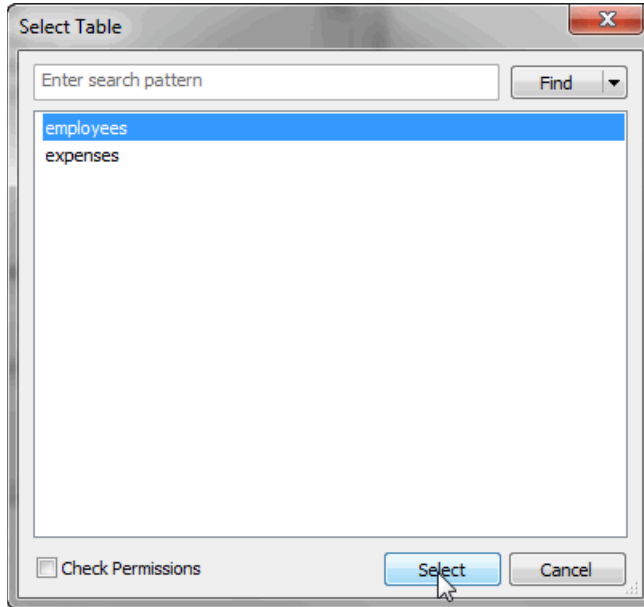 Select Table
Enter search pattern
Find
employees
expenses
Check Permissions
Select
Cancel